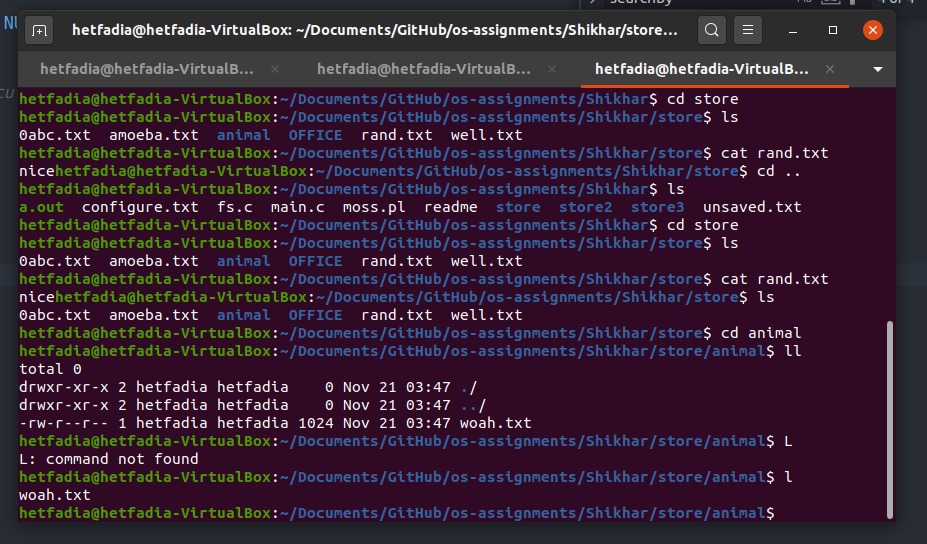 NU
searchBy
Aa
4 of 4
cu
hetfadia@hetfadia-VirtualBox: ~/Documents/GitHub/os-assignments/Shikhar/store...
hetfadia@hetfadia-VirtualB... × hetfadia@hetfadia-VirtualB... × hetfadia@hetfadia-VirtualB... ×
hetfadia@hetfadia-VirtualBox:~/Documents/GitHub/os-assignments/Shikhar$ cd store
hetfadia@hetfadia-VirtualBox:~/Documents/GitHub/os-assignments/Shikhar/store$ ls
0abc.txt  amoeba.txt  animal  OFFICE  rand.txt  well.txt
hetfadia@hetfadia-VirtualBox:~/Documents/GitHub/os-assignments/Shikhar/store$ cat rand.txt
nicehetfadia@hetfadia-VirtualBox:~/Documents/GitHub/os-assignments/Shikhar/store$ cd ..
hetfadia@hetfadia-VirtualBox:~/Documents/GitHub/os-assignments/Shikhar$ ls
a.out  configure.txt  fs.c  main.c  moss.pl  readme  store  store2  store3  unsaved.txt
hetfadia@hetfadia-VirtualBox:~/Documents/GitHub/os-assignments/Shikhar$ cd store
hetfadia@hetfadia-VirtualBox:~/Documents/GitHub/os-assignments/Shikhar/store$ ls
0abc.txt  amoeba.txt  animal  OFFICE  rand.txt  well.txt
hetfadia@hetfadia-VirtualBox:~/Documents/GitHub/os-assignments/Shikhar/store$ cat rand.txt
nicehetfadia@hetfadia-VirtualBox:~/Documents/GitHub/os-assignments/Shikhar/store$ ls
0abc.txt  amoeba.txt  animal  OFFICE  rand.txt  well.txt
hetfadia@hetfadia-VirtualBox:~/Documents/GitHub/os-assignments/Shikhar/store$ cd animal
hetfadia@hetfadia-VirtualBox:~/Documents/GitHub/os-assignments/Shikhar/store/animal$ ll
total 0
drwxr-xr-x 2 hetfadia hetfadia    0 Nov 21 03:47 ./
drwxr-xr-x 2 hetfadia hetfadia    0 Nov 21 03:47 ../
-rw-r--r-- 1 hetfadia hetfadia 1024 Nov 21 03:47 woah.txt
hetfadia@hetfadia-VirtualBox:~/Documents/GitHub/os-assignments/Shikhar/store/animal$ L
L: command not found
hetfadia@hetfadia-VirtualBox:~/Documents/GitHub/os-assignments/Shikhar/store/animal$ l
woah.txt
hetfadia@hetfadia-VirtualBox:~/Documents/GitHub/os-assignments/Shikhar/store/animal$